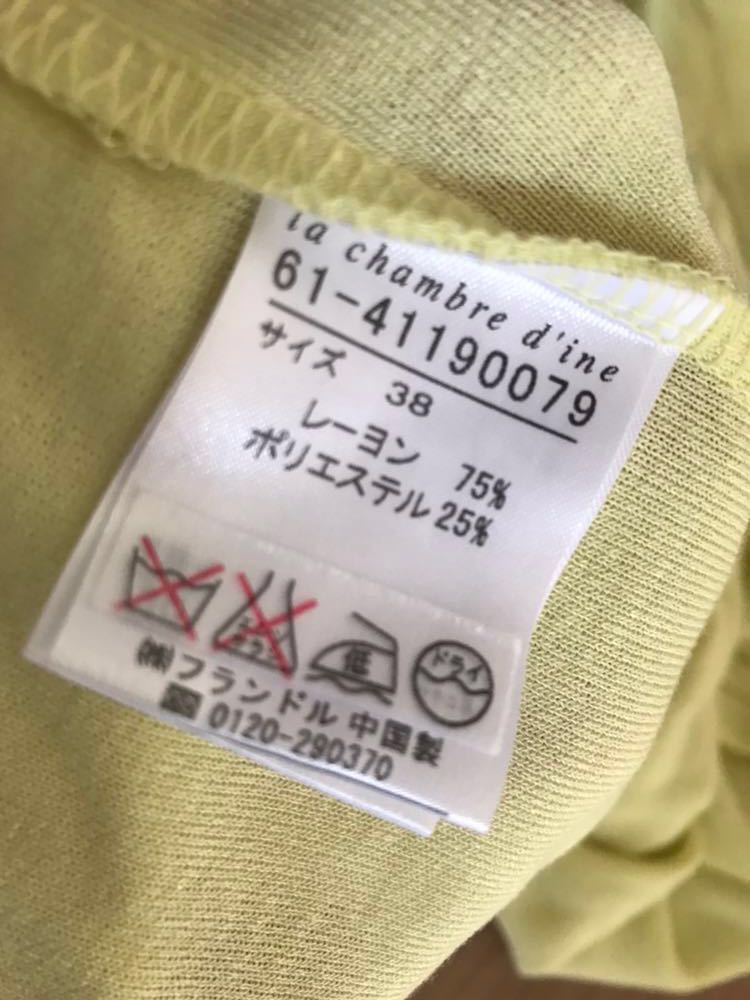 la chambre d'ine
61-41190079
サイズ 38
レーヨン 75%
ポリエステル 25%
低
ドライ
㈱フランドル 中国製
0120-290370